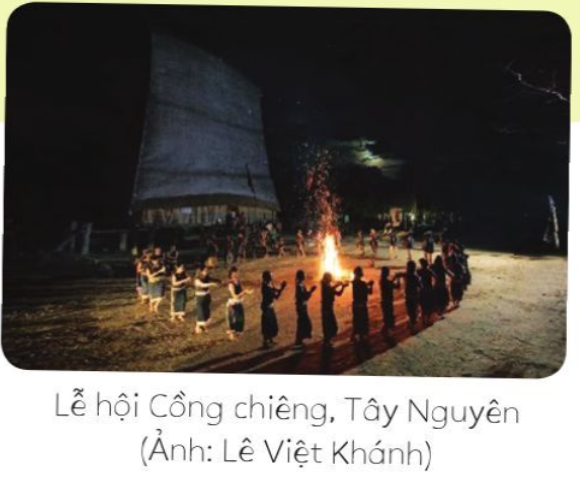 Lễ hội Cồng chiêng, Tây Nguyên
(Ảnh: Lê Việt Khánh)